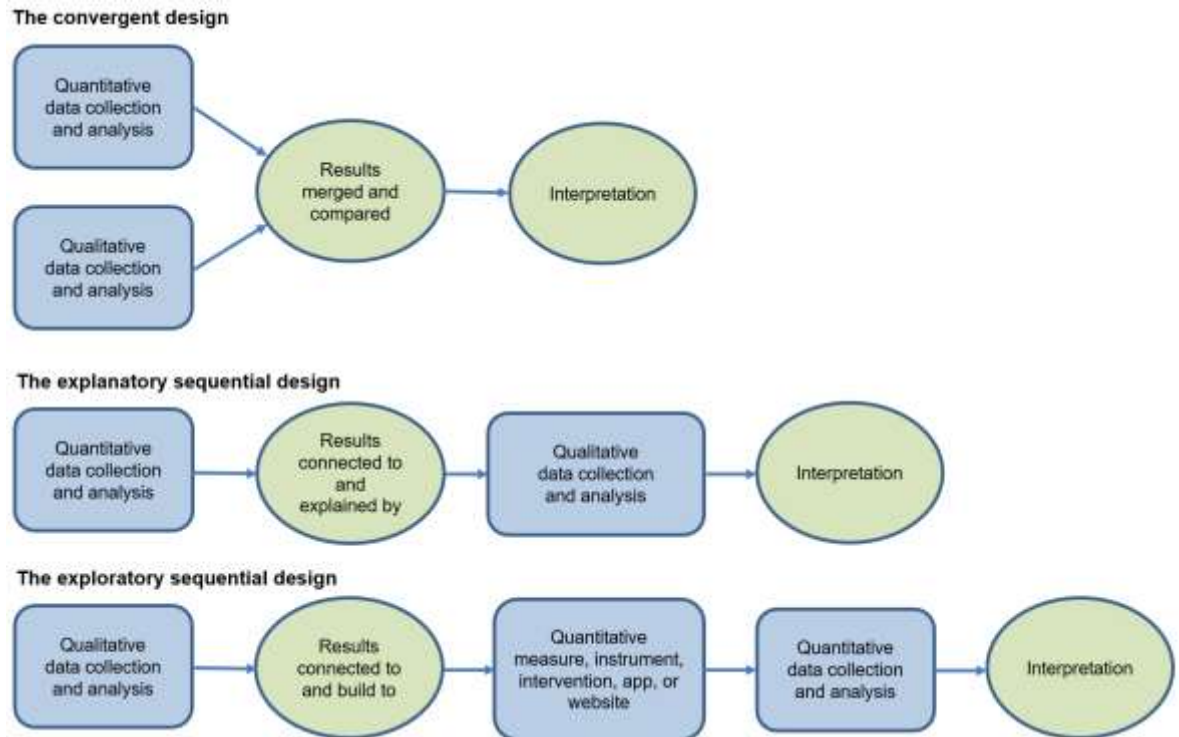 The convergent design
Quantitative
data collection
and analysis
Results
merged and
compared
Interpretation
Qualitative
data collection
and analysis
The explanatory sequential design
Quantitative
data collection
and analysis
Results
connected to
and
explained by
Qualitative
data collection
and analysis
Interpretation
The exploratory sequential design
Qualitative
data collection
and analysis
Results
connected to
and build to
Quantitative
measure, instrument,
intervention, app, or
website
Quantitative
data collection
and analysis
Interpretation